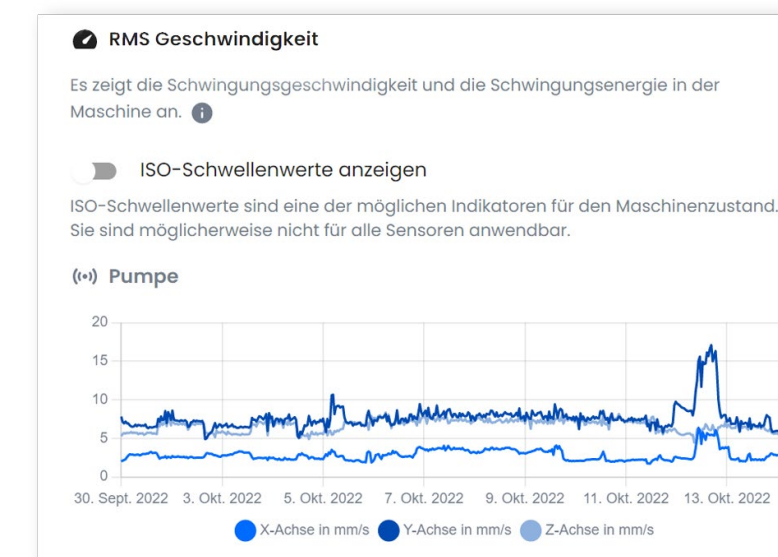 RMS Geschwindigkeit
Es zeigt die Schwingungsgeschwindigkeit und die Schwingungsenergie in der
Maschine an. i
ISO-Schwellenwerte anzeigen
ISO-Schwellenwerte sind eine der möglichen Indikatoren für den Maschinenzustand.
Sie sind möglicherweise nicht für alle Sensoren anwendbar.
Pumpe
20
15
10
5
0
30. Sept. 2022 3. Okt. 2022 5. Okt. 2022 7. Okt. 2022 9. Okt. 2022 11. Okt. 2022 13. Okt. 2022
X-Achse in mm/s Y-Achse in mm/s Z-Achse in mm/s